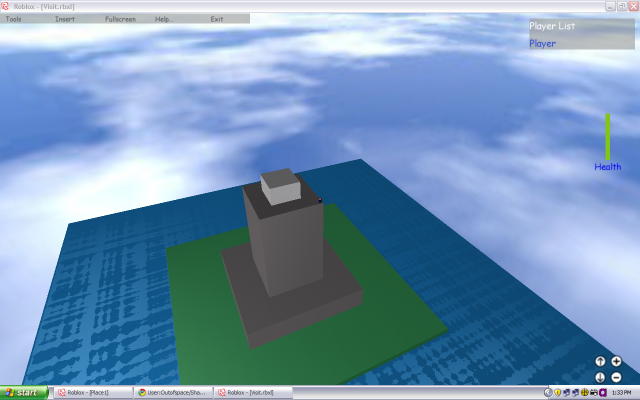 Roblox - [Visit.rbxl]
Tools Insert Fullscreen Help... Exit
Player List
Player
Health
start Roblox - [Place1] User:Outofspace/Sha... Roblox - [Visit.rbxl] 1:33 PM